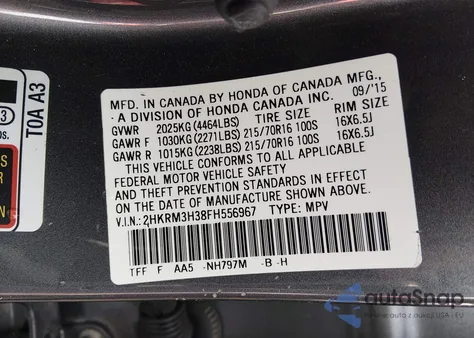 MFD. IN CANADA BY HONDA OF CANADA MFG.,
- A DIVISION OF HONDA CANADA INC. 09/'15
GVWR 2025KG (4464LBS) TIRE SIZE RIM SIZE
GAWR F 1030KG (2271LBS) 215/70R16 100S 16X6.5J
GAWR R 1015KG (2238LBS) 215/70R16 100S 16X6.5J
THIS VEHICLE CONFORMS TO ALL APPLICABLE
FEDERAL MOTOR VEHICLE SAFETY
AND THEFT PREVENTION STANDARDS IN EFFECT
ON THE DATE OF MANUFACTURE SHOWN ABOVE.
V.I.N.: 2HKRM3H38FH556967 TYPE: MPV
TFF F AA5 -NH797M -B -H
TOA A3
3
os.
S
autoSnap